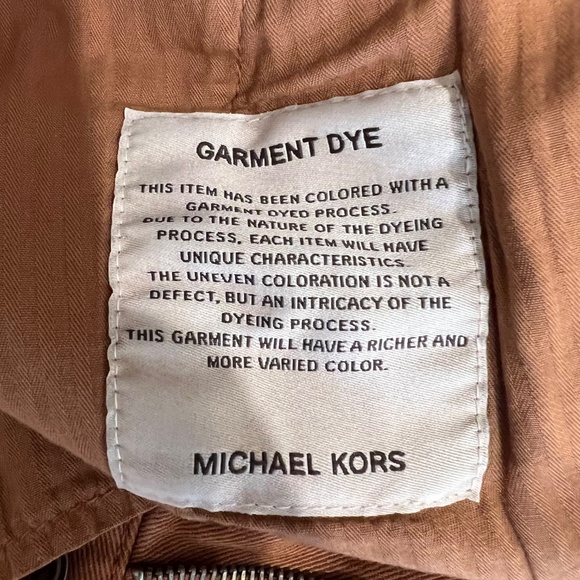 GARMENT DYE
THIS ITEM HAS BEEN COLORED WITH A
GARMENT DYED PROCESS.
DUE TO THE NATURE OF THE DYEING
PROCESS, EACH ITEM WILL HAVE
UNIQUE CHARACTERISTICS.
THE UNEVEN COLORATION IS NOT A
DEFECT, BUT AN INTRICACY OF THE
DYEING PROCESS.
THIS GARMENT WILL HAVE A RICHER AND
MORE VARIED COLOR.
MICHAEL KORS